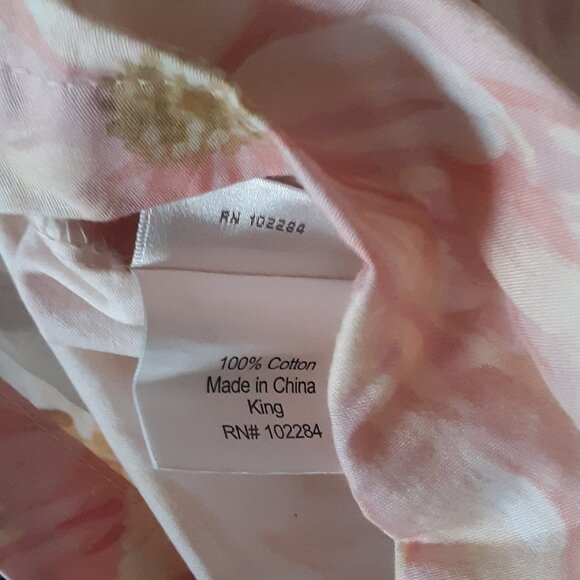 RN 102284
100% Cotton
Made in China
King
RN# 102284